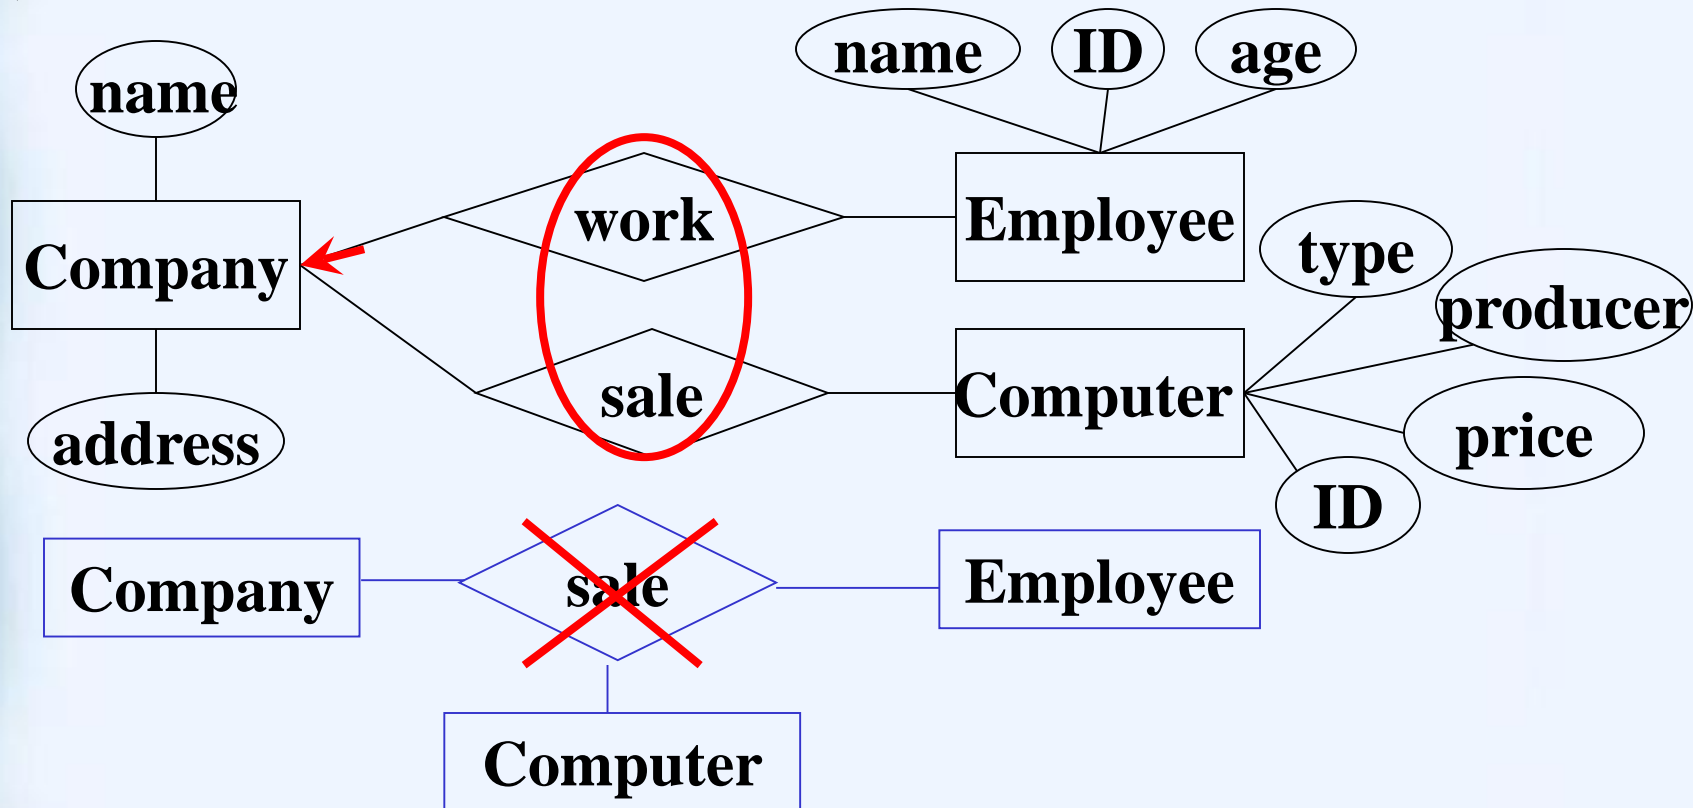 name ID age
name
work
Employee
type
Company
producer
sale
Computer
price
address
ID
Company
sale
Employee
Computer